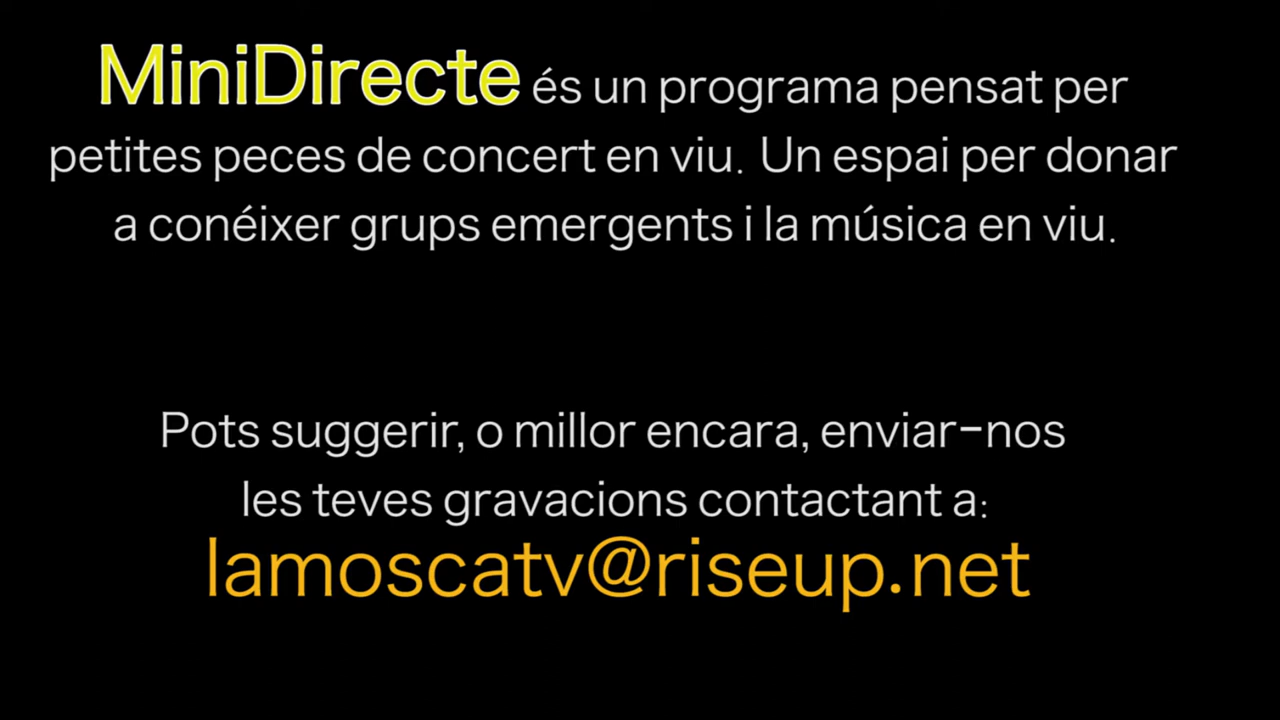 MiniDirecte és un programa pensat per
petites peces de concert en viu. Un espai per donar
a conéixer grups emergents i la música en viu.
Pots suggerir, o millor encara, enviar-nos
les teves gravacions contactant a:
lamoscatv@riseup.net